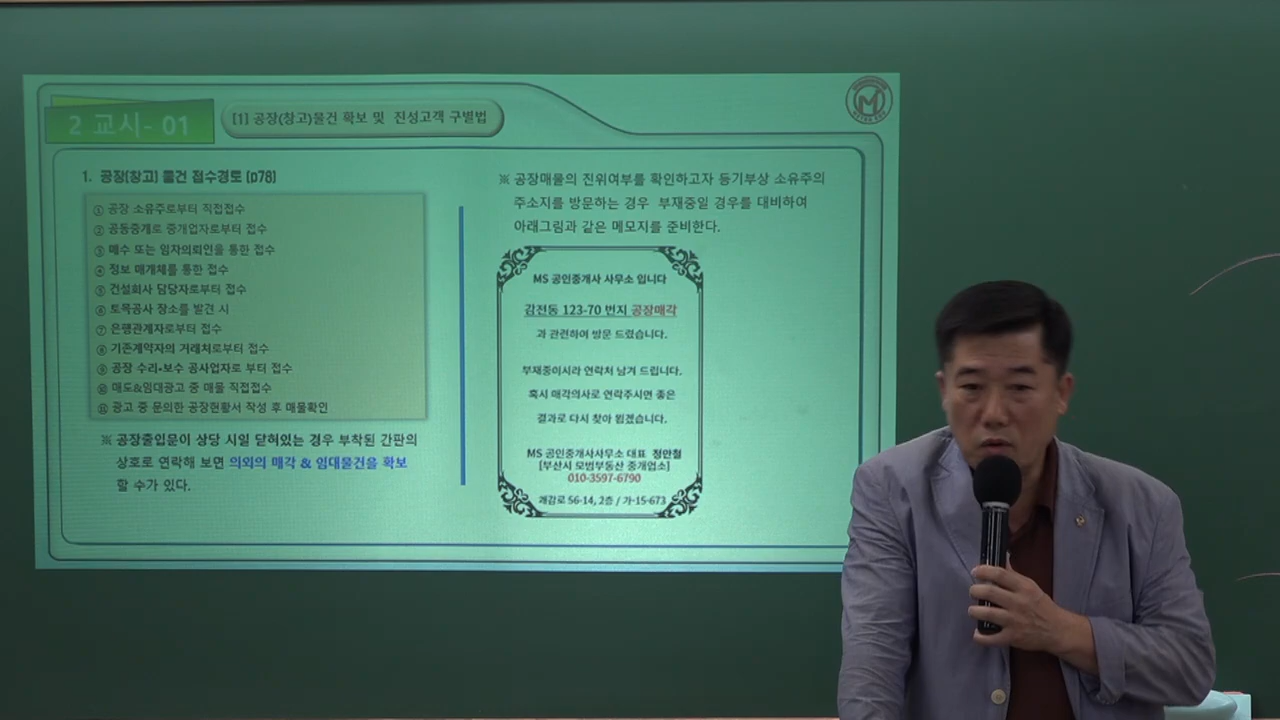 2 교시- 01
[1] 공장(창고)물건 확보 및 진성고객 구별법
M
1. 공장(창고) 물건 접수경로 (p78)
① 공장 소유주로부터 직접접수
② 공동중개로 중개업자로부터 접수
③ 매수 또는 임차의뢰인을 통한 접수
④ 정보 매개체를 통한 접수
⑤ 건설회사 담당자로부터 접수
⑥ 토목공사 장소를 발견 시
⑦ 은행관계자로부터 접수
⑧ 기존계약자의 거래처로부터 접수
⑨ 공장 수리•보수 공사업자로 부터 접수
⑩ 매도&임대광고 중 매물 직접접수
⑪ 광고 중 문의한 공장현황서 작성 후 매물확인
※ 공장출입문이 상당 시일 닫혀있는 경우 부착된 간판의
상호로 연락해 보면 의외의 매각 & 임대물건을 확보
할 수가 있다.
※ 공장매물의 진위여부를 확인하고자 등기부상 소유주의
주소지를 방문하는 경우 부재중일 경우를 대비하여
아래그림과 같은 메모지를 준비한다.
MS 공인중개사 사무소 입니다
감전동 123-70 번지 공장매각
과 관련하여 방문 드렸습니다.
부재중이시라 연락처 남겨 드립니다.
혹시 매각의사로 연락주시면 좋은
결과로 다시 찾아 뵙겠습니다.
MS 공인중개사사무소 대표 정안철
[부산시 모범부동산 중개업소]
010-3597-6790
괘감로 56-14, 2층 / 가-15-673